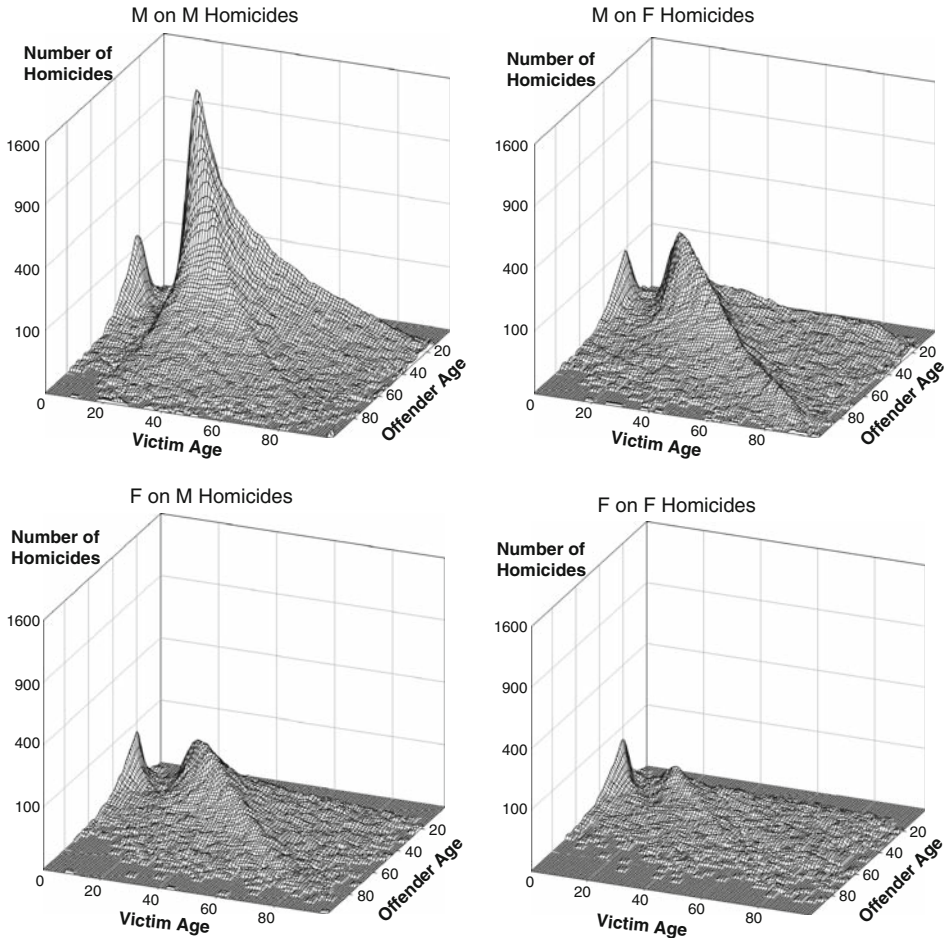 M on M Homicides
Number of
Homicides
1600
900
400
100
0
20
40
60
80
Victim Age
80
60
40
20
Offender Age
M on F Homicides
Number of
Homicides
1600
900
400
100
0
20
40
60
80
Victim Age
80
60
40
20
Offender Age
F on M Homicides
Number of
Homicides
1600
900
400
100
0
20
40
60
80
Victim Age
80
60
40
20
Offender Age
F on F Homicides
Number of
Homicides
1600
900
400
100
0
20
40
60
80
Victim Age
80
60
40
20
Offender Age